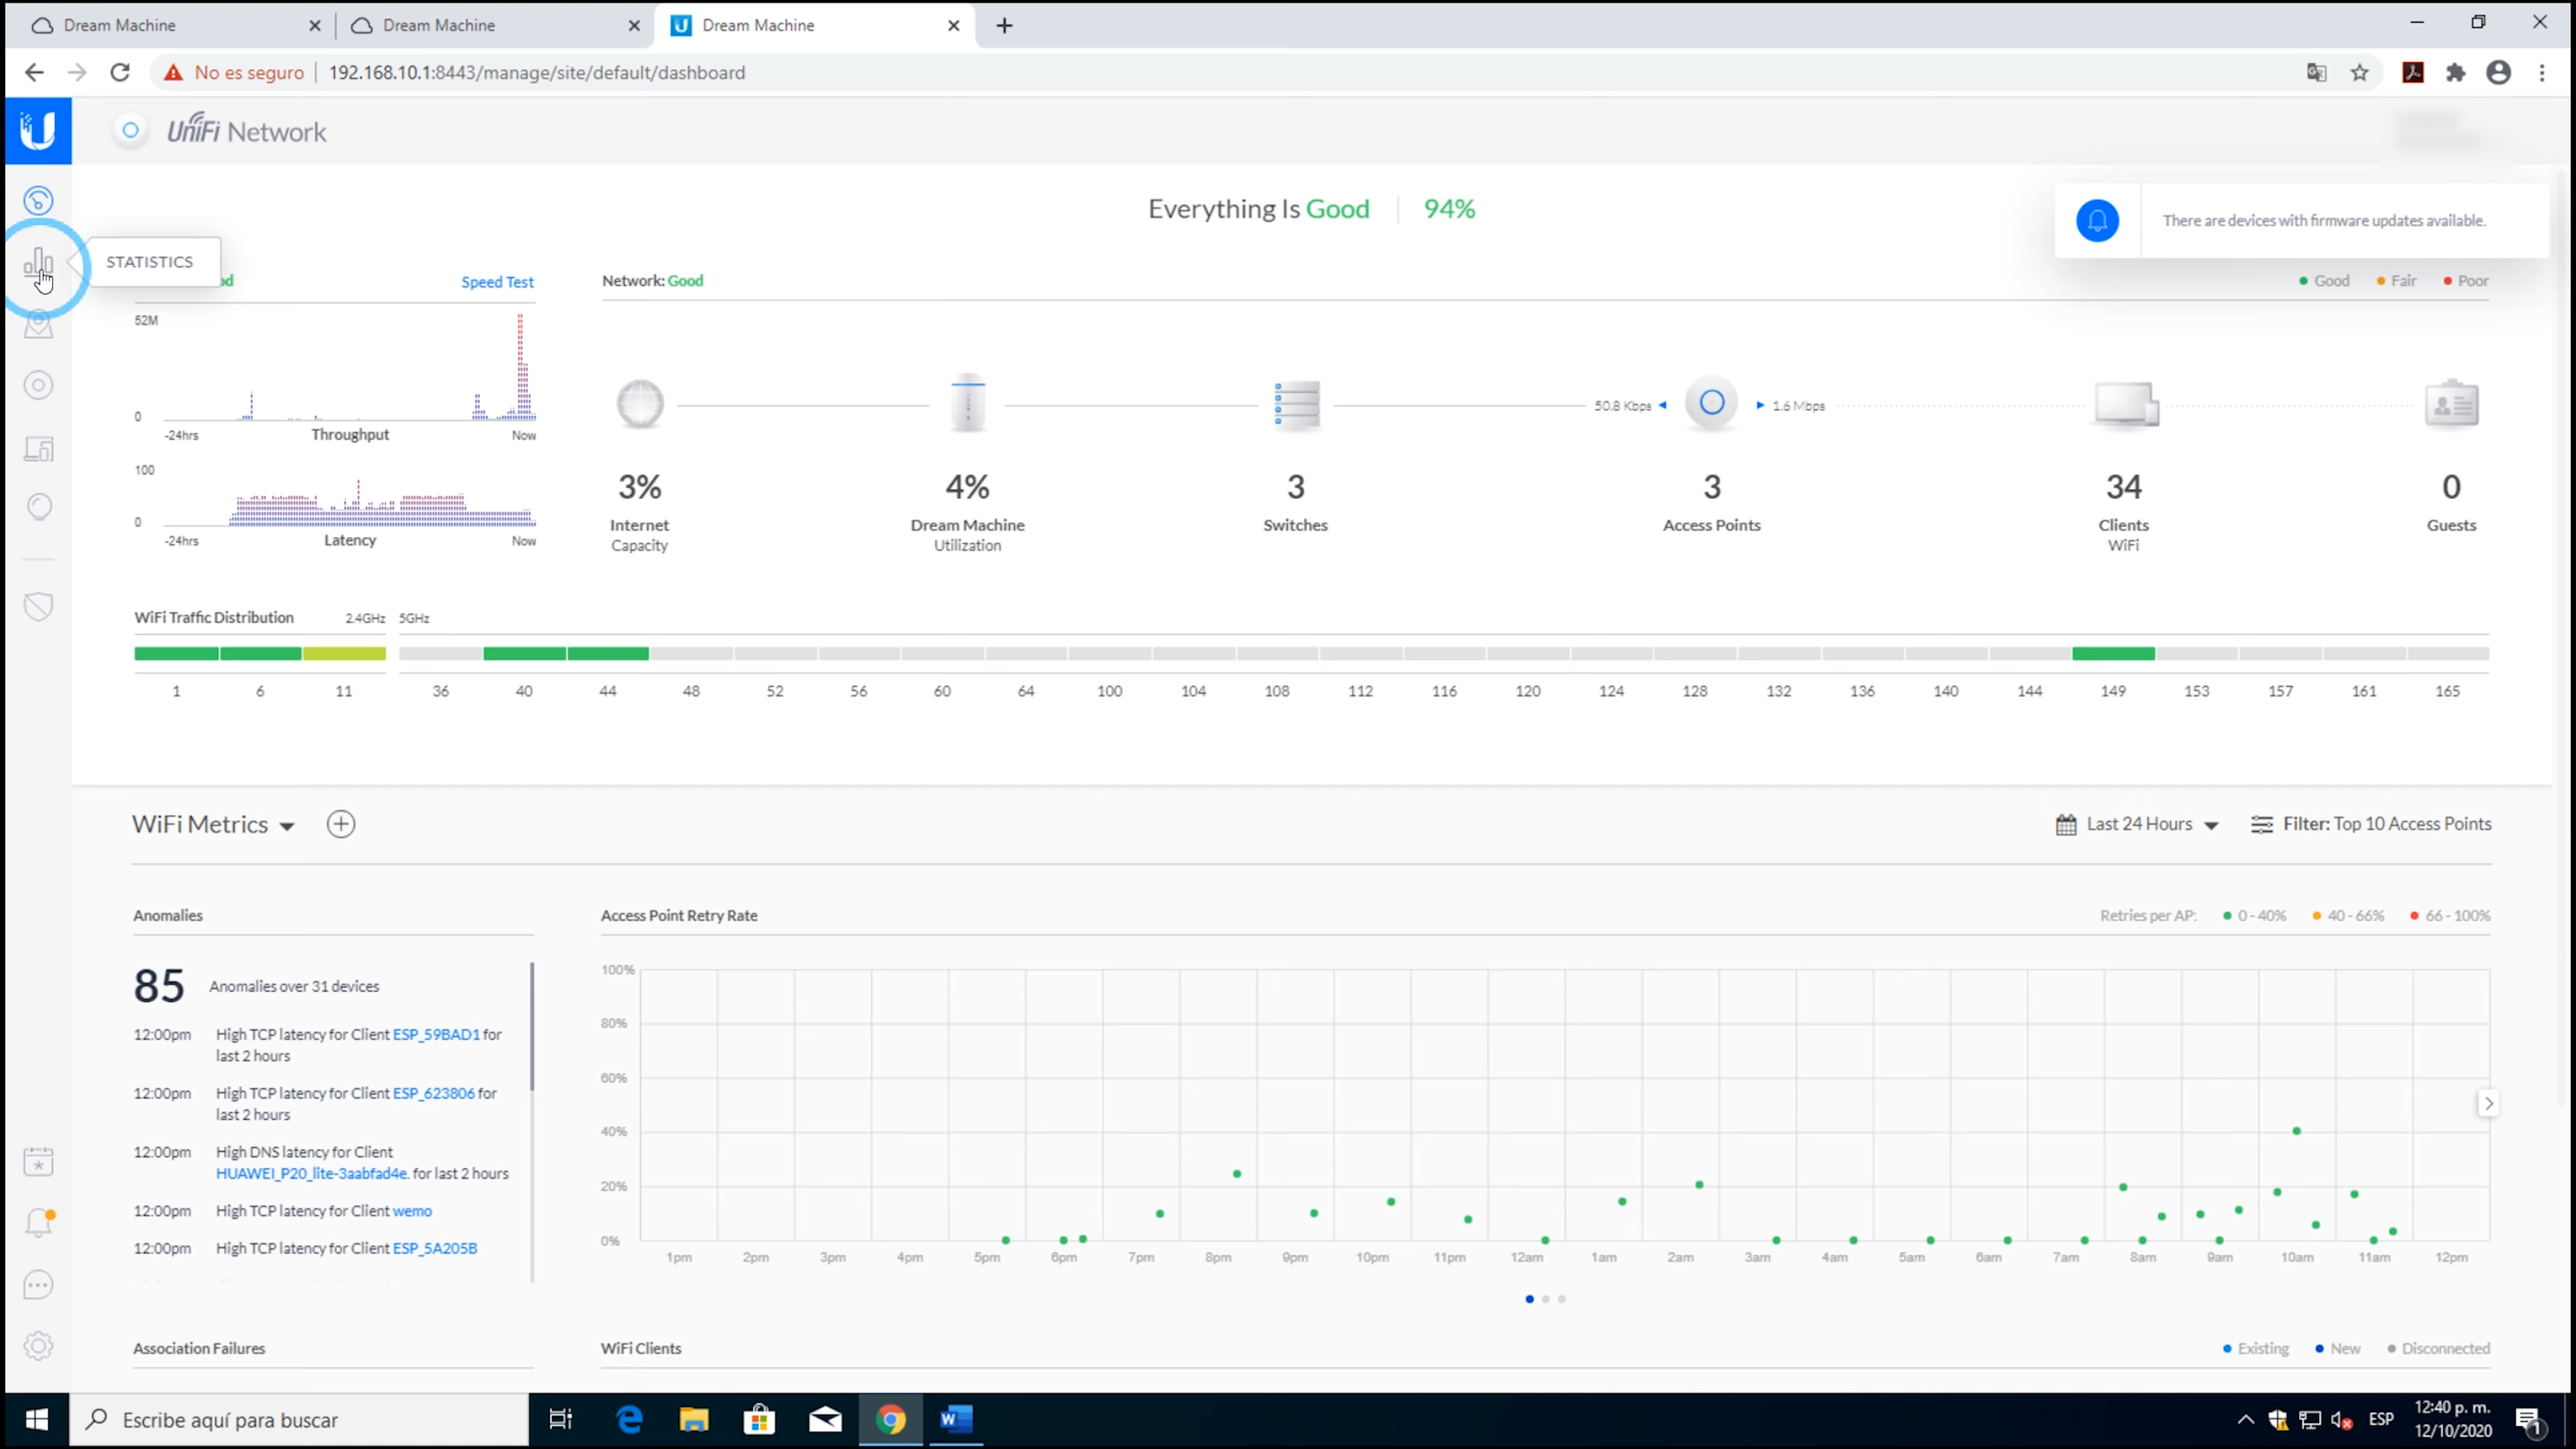 Dream Machine
Dream Machine
Dream Machine
No es seguro
192.168.10.1:8443/manage/site/default/dashboard
UniFi Network
Everything Is Good
94%
There are devices with firmware updates available.
STATISTICS
Speed Test
Network: Good
Good
Fair
Poor
52M
0
-24hrs
Throughput
Now
100
0
-24hrs
Latency
Now
50.8 Kbps
1.6 Mbps
3%
Internet
Capacity
4%
Dream Machine
Utilization
3
Switches
3
Access Points
34
Clients
WiFi
0
Guests
WiFi Traffic Distribution
2.4GHz
5GHz
1 6 11 36 40 44 48 52 56 60 64 100 104 108 112 116 120 124 128 132 136 140 144 149 153 157 161 165
WiFi Metrics
Last 24 Hours
Filter: Top 10 Access Points
Anomalies
85
Anomalies over 31 devices
12:00pm High TCP latency for Client ESP_59BAD1 for
last 2 hours
12:00pm High TCP latency for Client ESP_623806 for
last 2 hours
12:00pm High DNS latency for Client
HUAWEI_P20_lite-3aabfad4e. for last 2 hours
12:00pm High TCP latency for Client wemo
12:00pm High TCP latency for Client ESP_5A205B
Access Point Retry Rate
Retries per AP:
0 - 40%
40 - 66%
66 - 100%
100%
80%
60%
40%
20%
0%
1pm 2pm 3pm 4pm 5pm 6pm 7pm 8pm 9pm 10pm 11pm 12am 1am 2am 3am 4am 5am 6am 7am 8am 9am 10am 11am 12pm
Association Failures
WiFi Clients
Existing
New
Disconnected
Escribe aquí para buscar
ESP
12:40 p. m.
12/10/2020
1